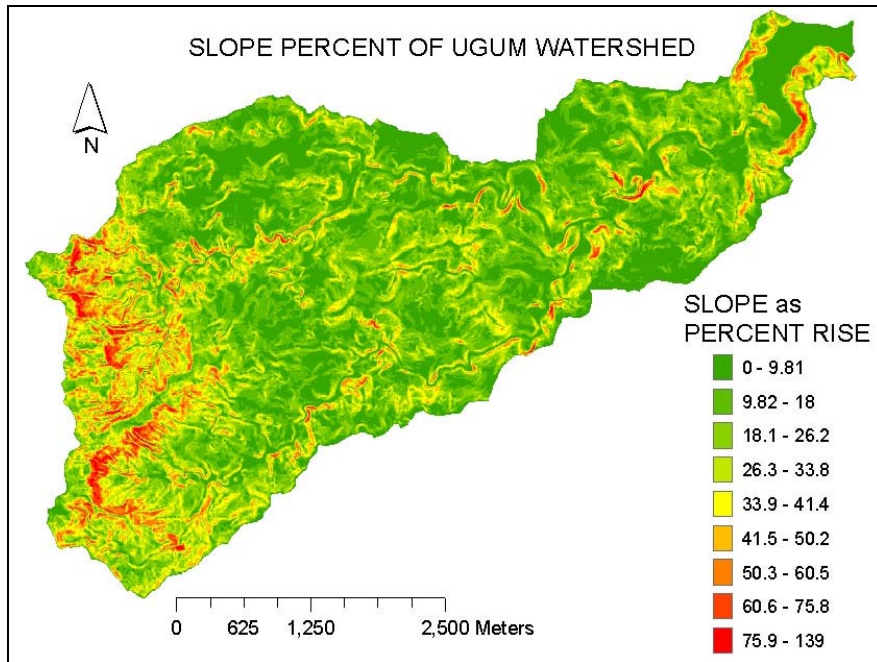 SLOPE PERCENT OF UGUM WATERSHED
N
SLOPE as
PERCENT RISE
0 - 9.81
9.82 - 18
18.1 - 26.2
26.3 - 33.8
33.9 - 41.4
41.5 - 50.2
50.3 - 60.5
60.6 - 75.8
75.9 - 139
0 625 1,250 2,500 Meters